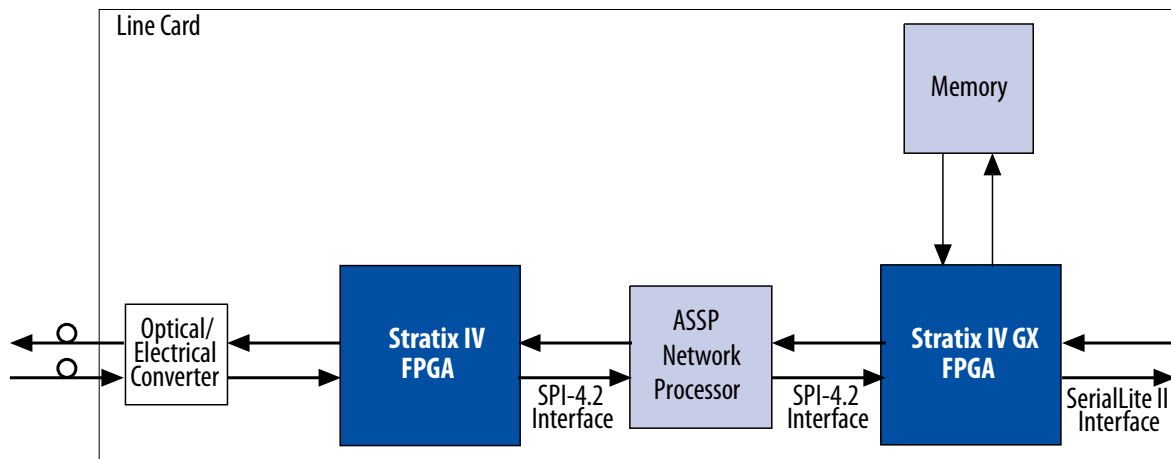 Line Card
Memory
Optical/
Electrical
Converter
Stratix IV
FPGA
SPI-4.2
Interface
ASSP
Network
Processor
SPI-4.2
Interface
Stratix IV GX
FPGA
SerialLite II
Interface